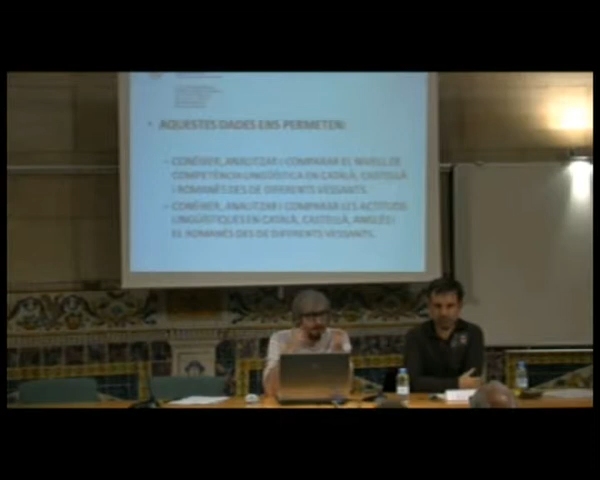 • AQUESTES DADES ENS PERMETEN:
– CONÈIXER, ANALITZAR I COMPARAR EL NIVELL DE
COMPETÈNCIA LINGÜÍSTICA EN CATALÀ, CASTELLÀ
I ROMANÈS DES DE DIFERENTS VESSANTS.
– CONÈIXER, ANALITZAR I COMPARAR LES ACTITUDS
LINGÜÍSTIQUES EN CATALÀ, CASTELLÀ, ANGLÈS I
EL ROMANÈS DES DE DIFERENTS VESSANTS.